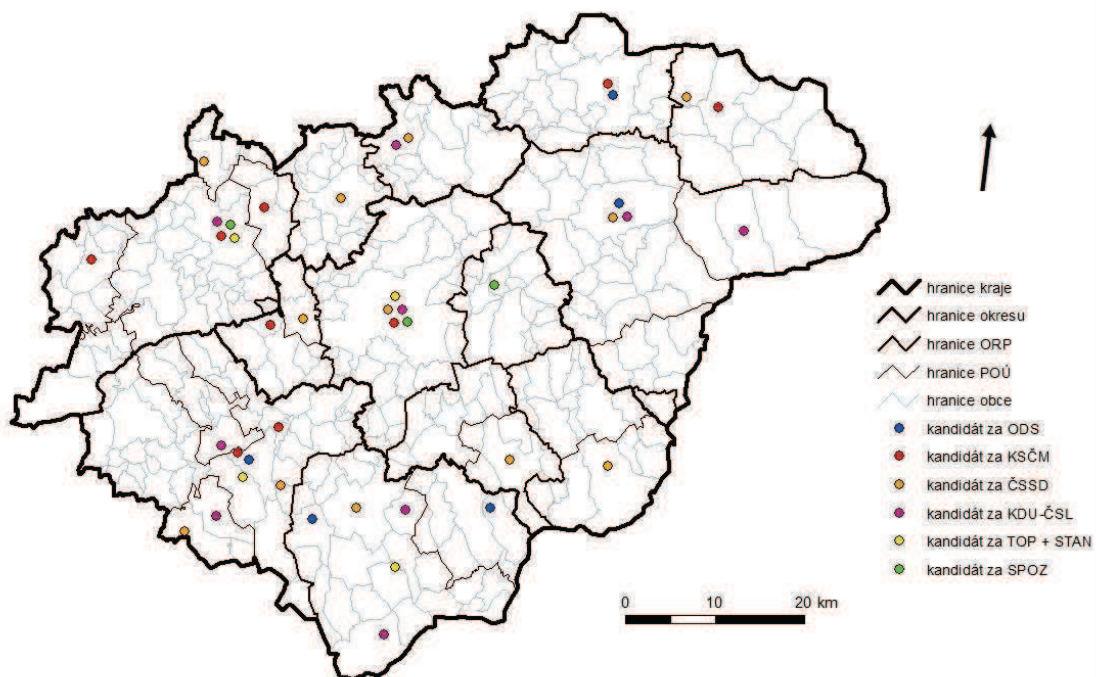 hranice kraje
hranice okresu
hranice ORP
hranice POÚ
hranice obce
kandidát za ODS
kandidát za KSČM
kandidát za ČSSD
kandidát za KDU-ČSL
kandidát za TOP + STAN
kandidát za SPOZ
0 10 20 km